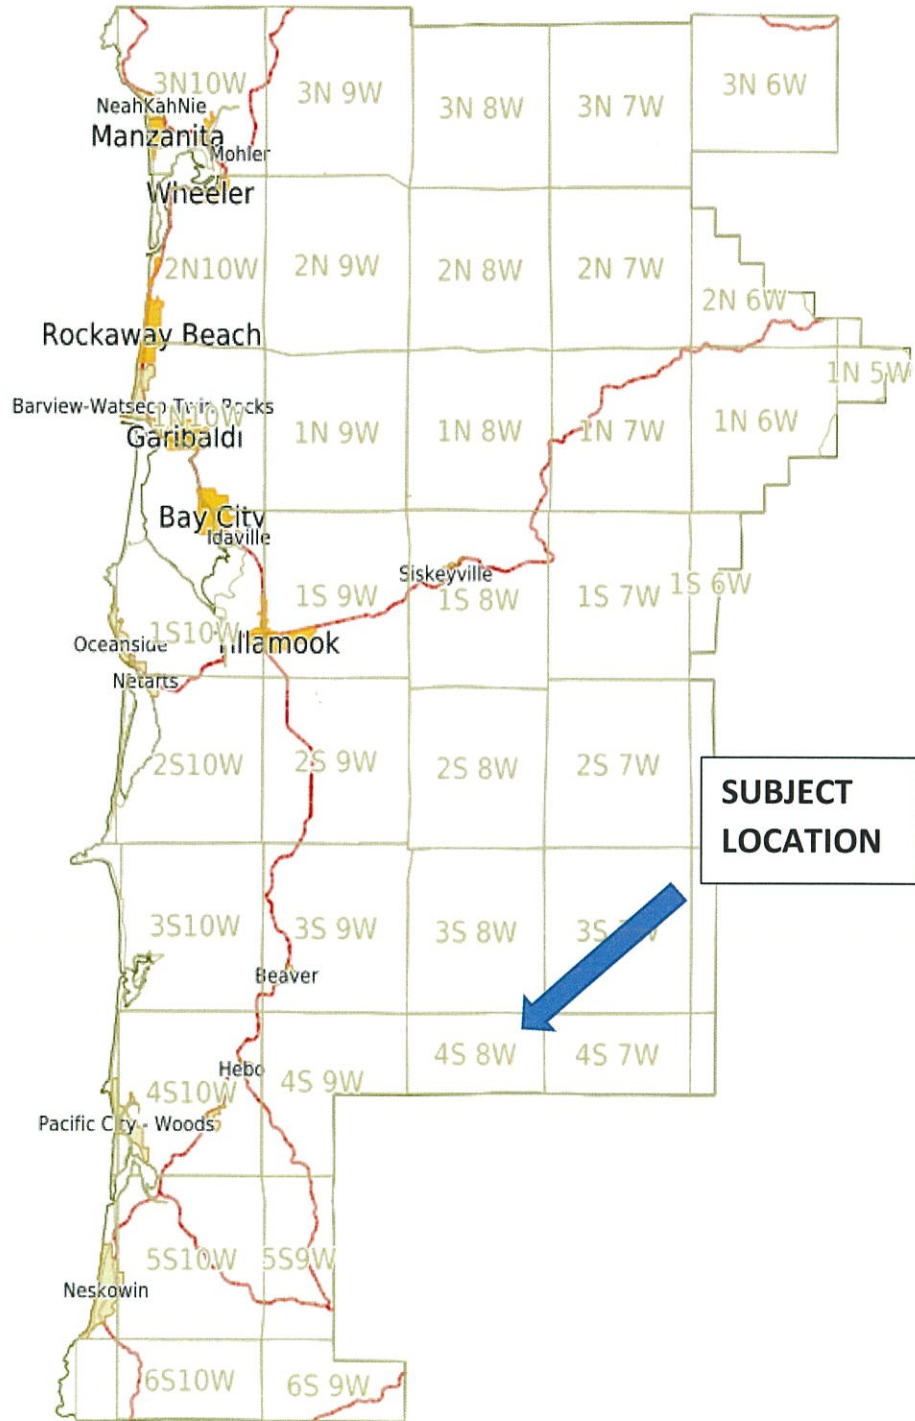 3N10W
3N 9W
3N 8W
3N 7W
3N 6W
NeahKahNie
Manzanita
Mohler
Wheeler
2N10W
2N 9W
2N 8W
2N 7W
2N 6W
Rockaway Beach
1N 5W
Barview-Watseco Twin Rocks
1N10W
1N 9W
1N 8W
1N 7W
1N 6W
Garibaldi
Bay City
Idaville
Siskeyville
1S 9W
1S 8W
1S 7W
1S 6W
1S10W
Oceanside
Tillamook
Netarts
2S10W
2S 9W
2S 8W
2S 7W
SUBJECT
LOCATION
3S10W
3S 9W
3S 8W
3S 7W
Beaver
Hebo
4S10W
4S 9W
4S 8W
4S 7W
Pacific City - Woods
5S10W
5S9W
Neskowin
6S10W
6S 9W